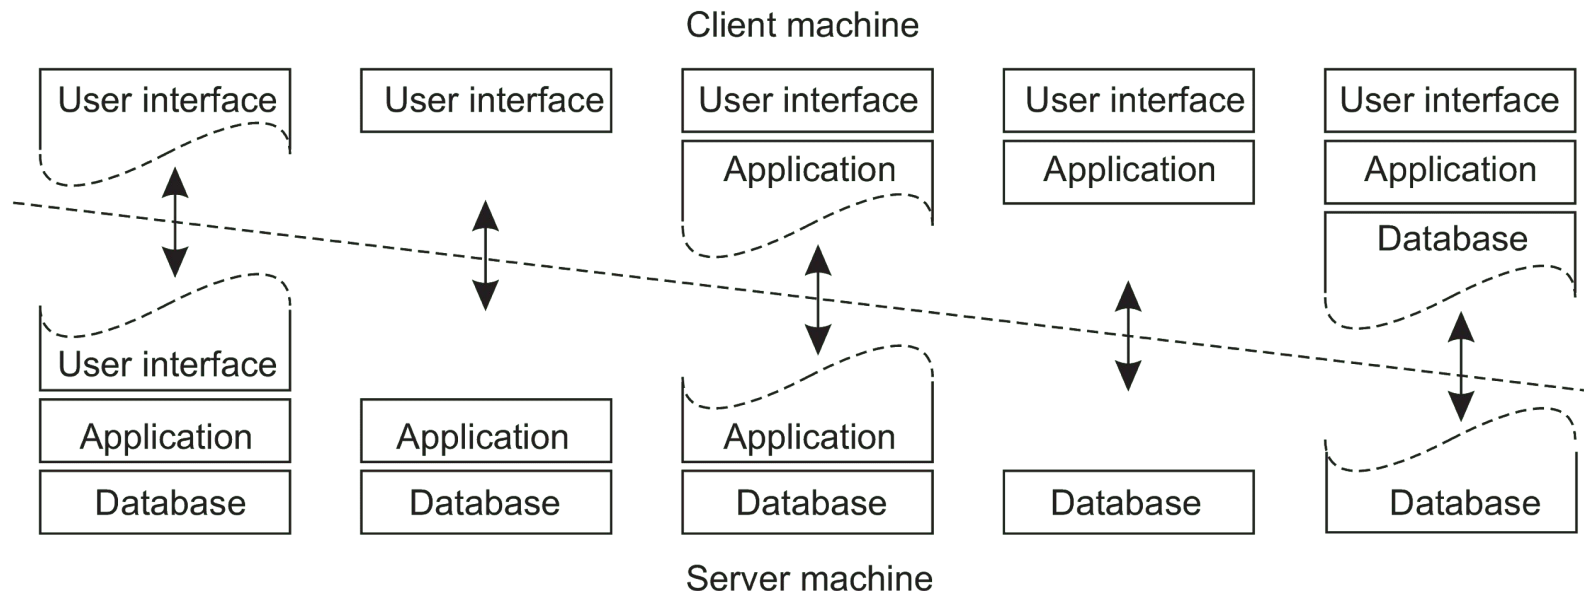 Client machine
User interface
User interface
User interface
User interface
User interface
Application
Application
Application
Database
User interface
Application
Application
Application
Database
Database
Database
Database
Database
Server machine